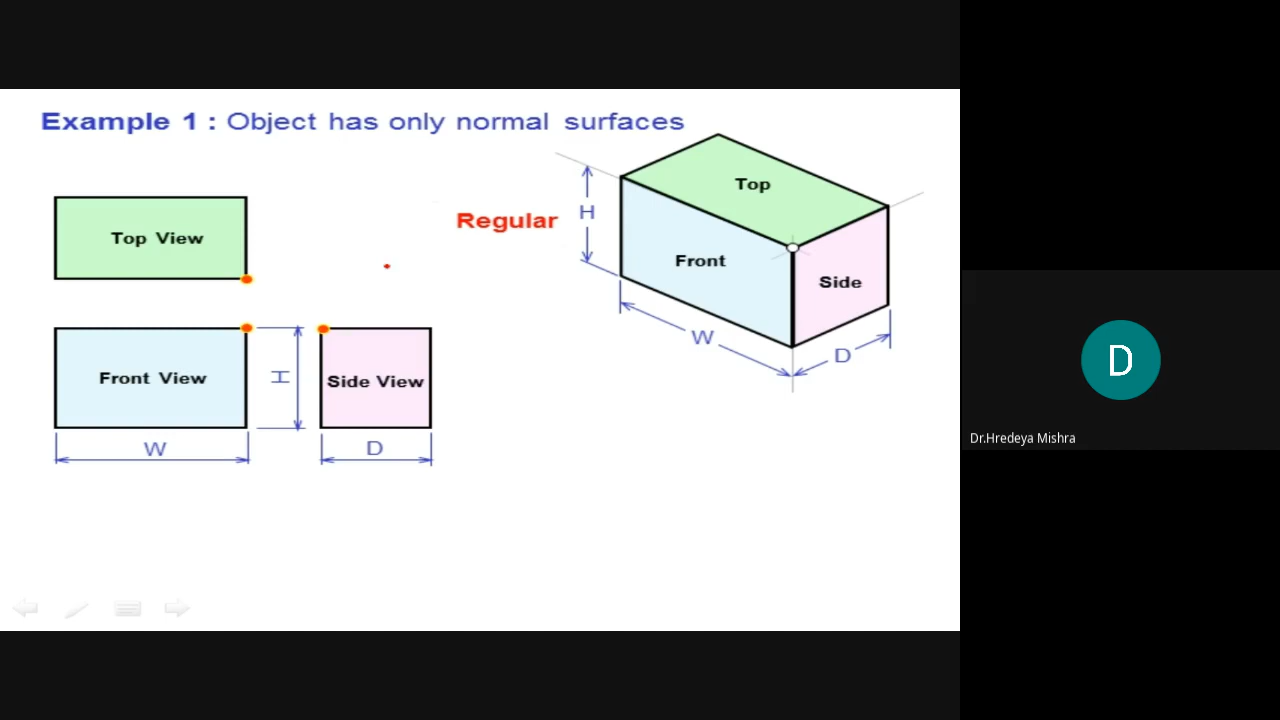 Example 1 : Object has only normal surfaces
Top View
Regular
H
Top
Front
Side
W
D
Front View
H
Side View
W
D
D
Dr.Hredeya Mishra